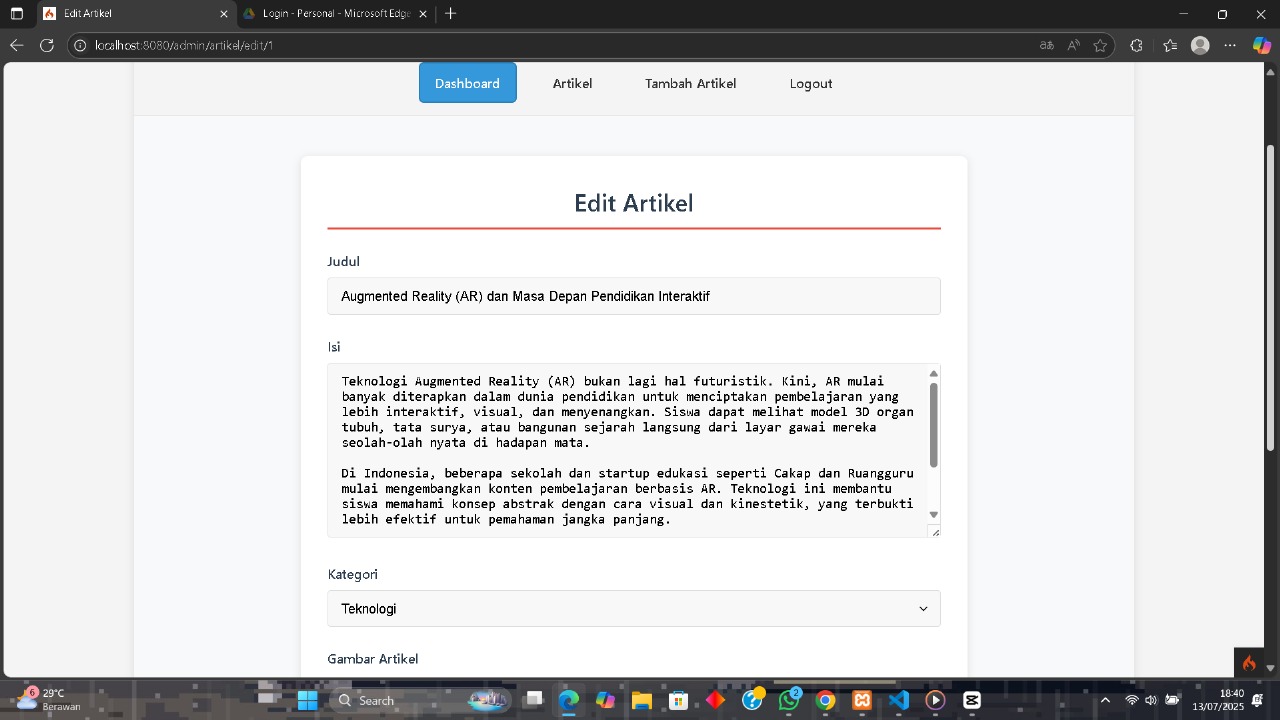 Edit Artikel
Login - Personal - Microsoft Edge
localhost:8080/admin/artikel/edit/1
Dashboard Artikel Tambah Artikel Logout
Edit Artikel
Judul
Augmented Reality (AR) dan Masa Depan Pendidikan Interaktif
Isi
Teknologi Augmented Reality (AR) bukan lagi hal futuristik. Kini, AR mulai
banyak diterapkan dalam dunia pendidikan untuk menciptakan pembelajaran yang
lebih interaktif, visual, dan menyenangkan. Siswa dapat melihat model 3D organ
tubuh, tata surya, atau bangunan sejarah langsung dari layar gawai mereka
seolah-olah nyata di hadapan mata.
Di Indonesia, beberapa sekolah dan startup edukasi seperti Cakap dan Ruangguru
mulai mengembangkan konten pembelajaran berbasis AR. Teknologi ini membantu
siswa memahami konsep abstrak dengan cara visual dan kinestetik, yang terbukti
lebih efektif untuk pemahaman jangka panjang.
Kategori
Teknologi
Gambar Artikel
6
29°C
Berawan
Search
2
18:40
13/07/2025